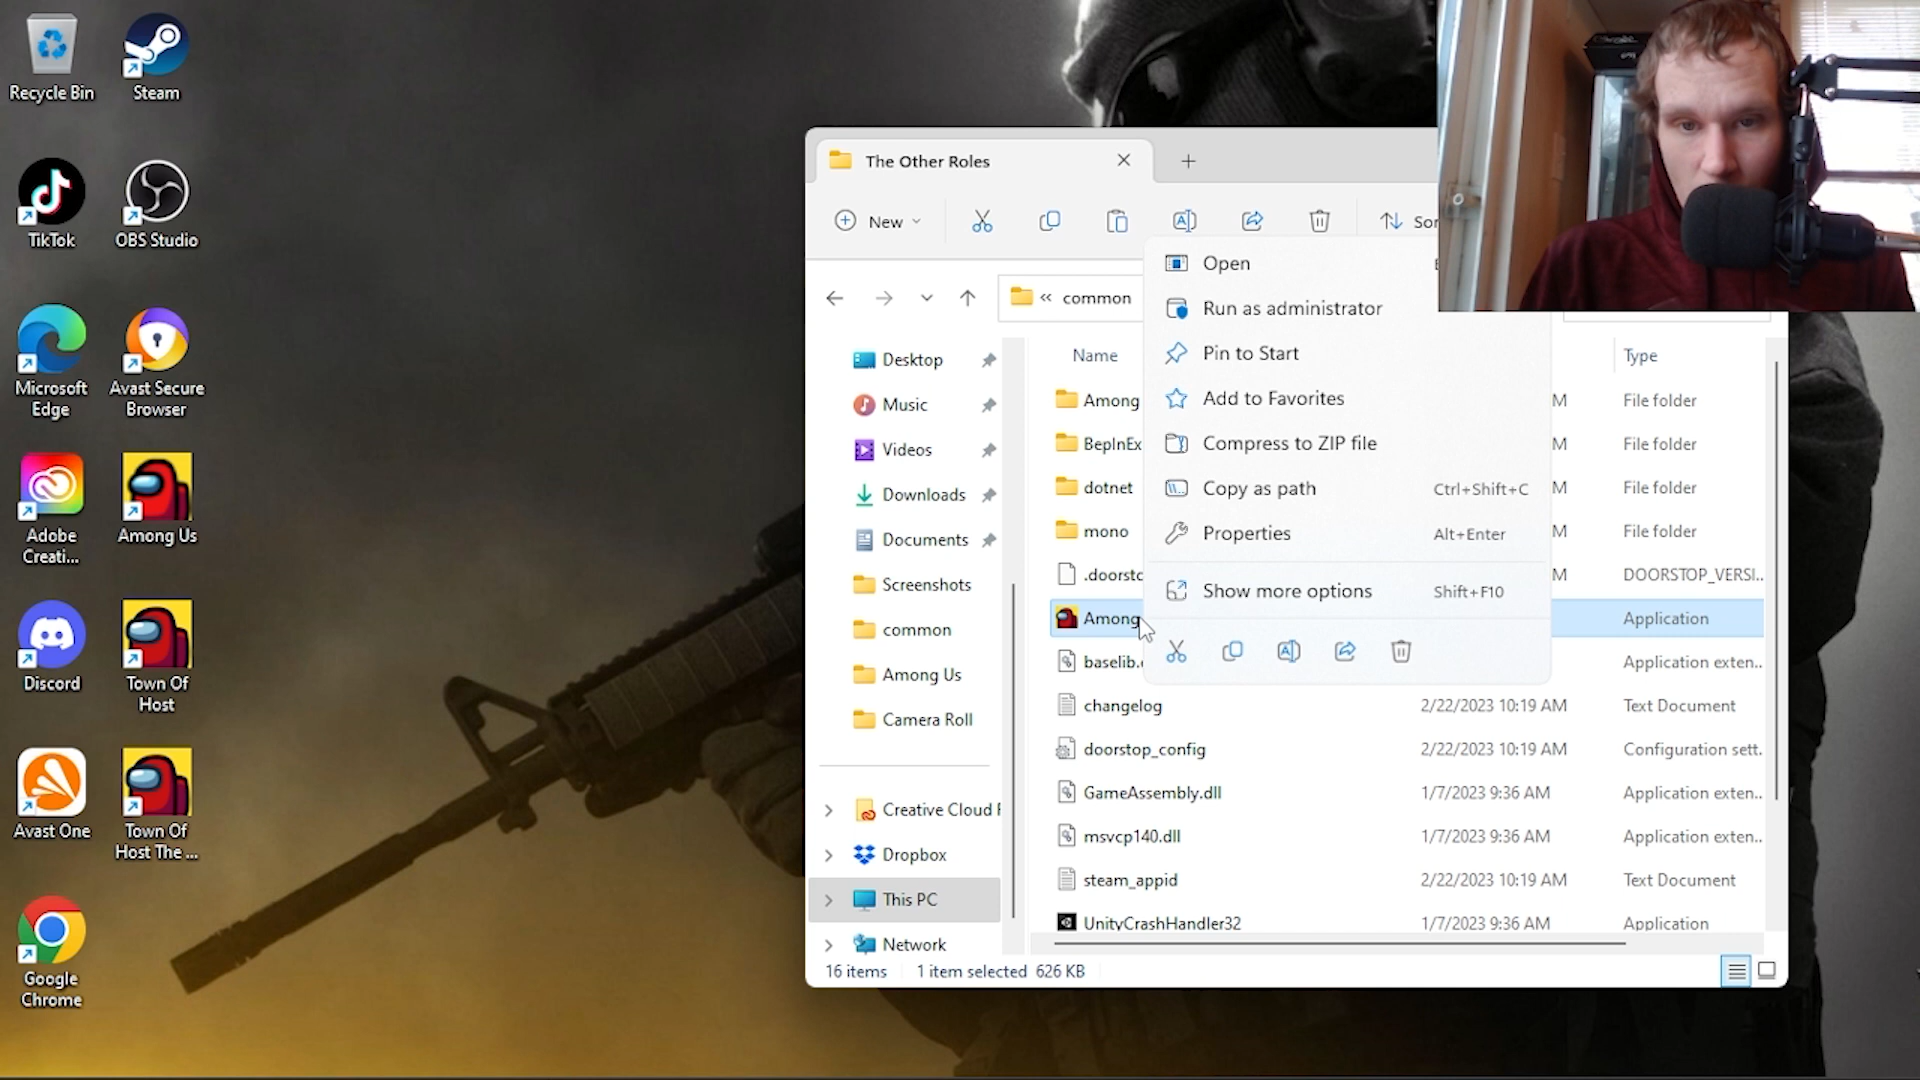 Recycle Bin
Steam
TikTok
OBS Studio
Microsoft
Edge
Avast Secure
Browser
Adobe
Creati...
Among Us
Discord
Town Of
Host
Avast One
Town Of
Host The ...
Google
Chrome
The Other Roles
New
Sor
common
Open
Run as administrator
Pin to Start
Add to Favorites
Compress to ZIP file
Copy as path Ctrl+Shift+C
Properties Alt+Enter
Show more options Shift+F10
Desktop
Music
Videos
Downloads
Documents
Screenshots
common
Among Us
Camera Roll
Creative Cloud F
Dropbox
This PC
Network
Name Type
Among M File folder
BepInEx M File folder
dotnet M File folder
mono M File folder
.doorsto M DOORSTOP_VERSI...
Among Application
baselib. Application exten...
changelog 2/22/2023 10:19 AM Text Document
doorstop_config 2/22/2023 10:19 AM Configuration sett...
GameAssembly.dll 1/7/2023 9:36 AM Application exten...
msvcp140.dll 1/7/2023 9:36 AM Application exten...
steam_appid 2/22/2023 10:19 AM Text Document
UnityCrashHandler32 1/7/2023 9:36 AM Application
16 items 1 item selected 626 KB